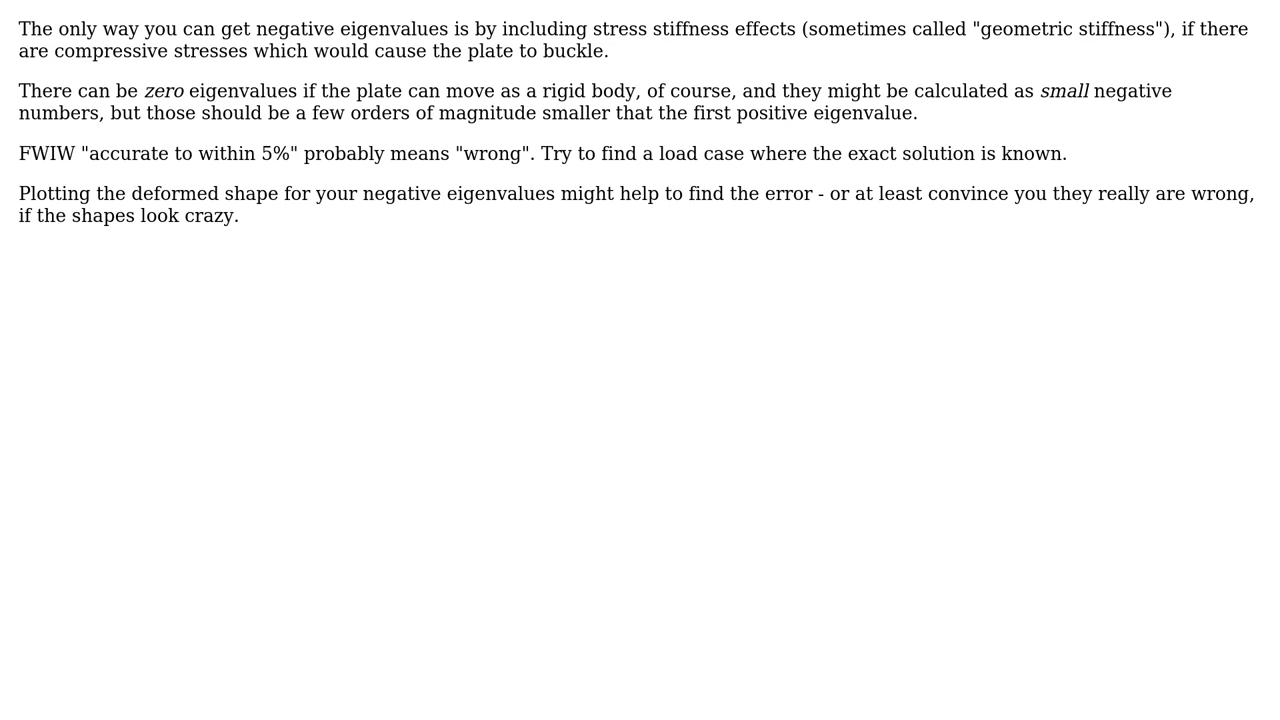 The only way you can get negative eigenvalues is by including stress stiffness effects (sometimes called "geometric stiffness"), if there
are compressive stresses which would cause the plate to buckle.
There can be zero eigenvalues if the plate can move as a rigid body, of course, and they might be calculated as small negative
numbers, but those should be a few orders of magnitude smaller that the first positive eigenvalue.
FWIW "accurate to within 5%" probably means "wrong". Try to find a load case where the exact solution is known.
Plotting the deformed shape for your negative eigenvalues might help to find the error - or at least convince you they really are wrong,
if the shapes look crazy.